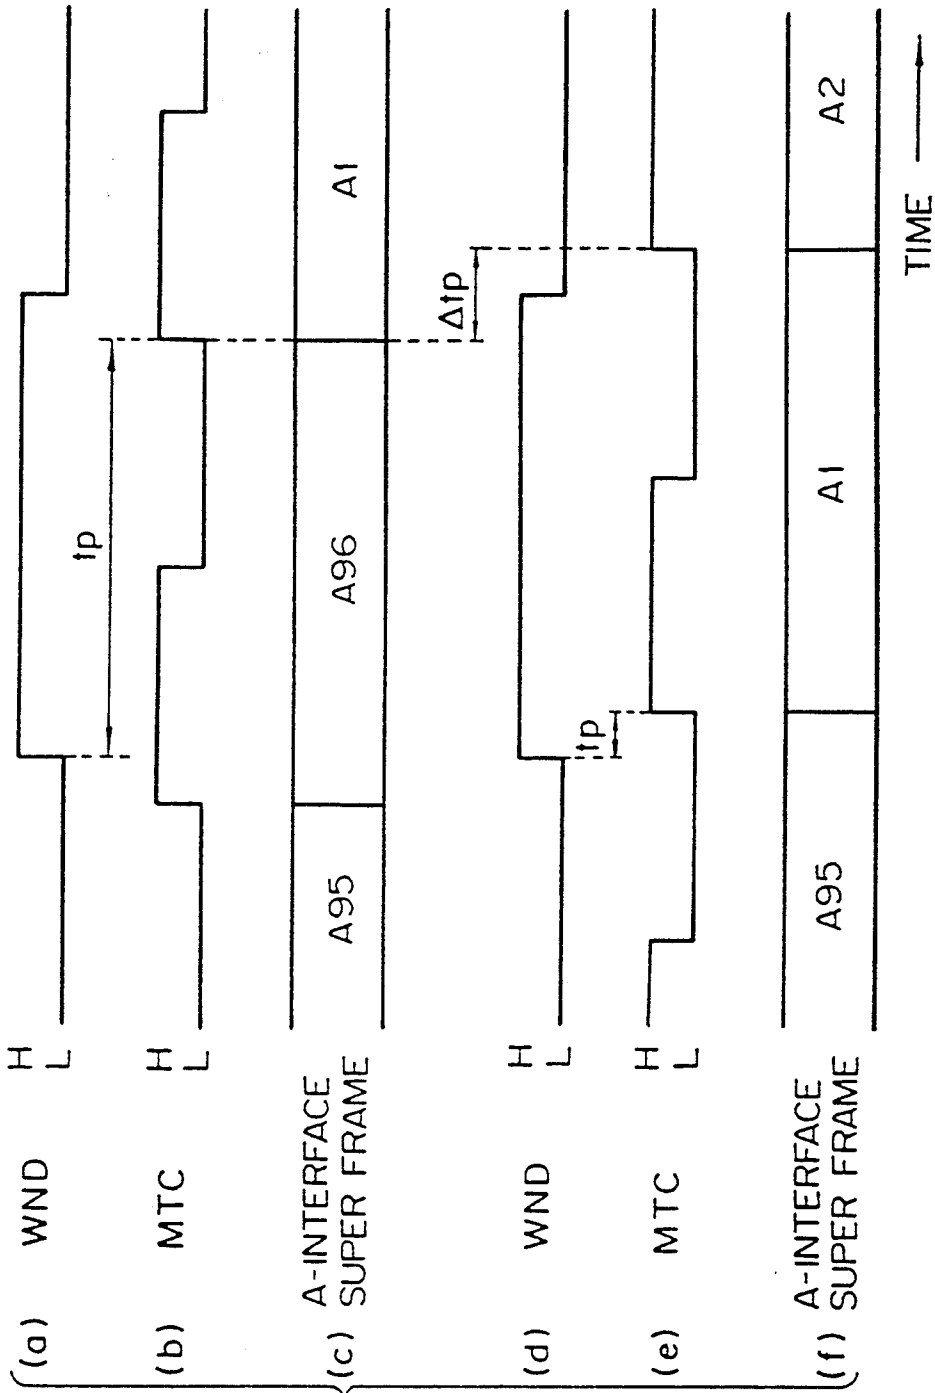 (a) WND H
L
tp
(b) MTC H
L
(c) A-INTERFACE
SUPER FRAME
A95 A96 A1
Δtp
(d) WND H
L
tp
(e) MTC H
L
(f) A-INTERFACE
SUPER FRAME
A95 A1 A2
TIME